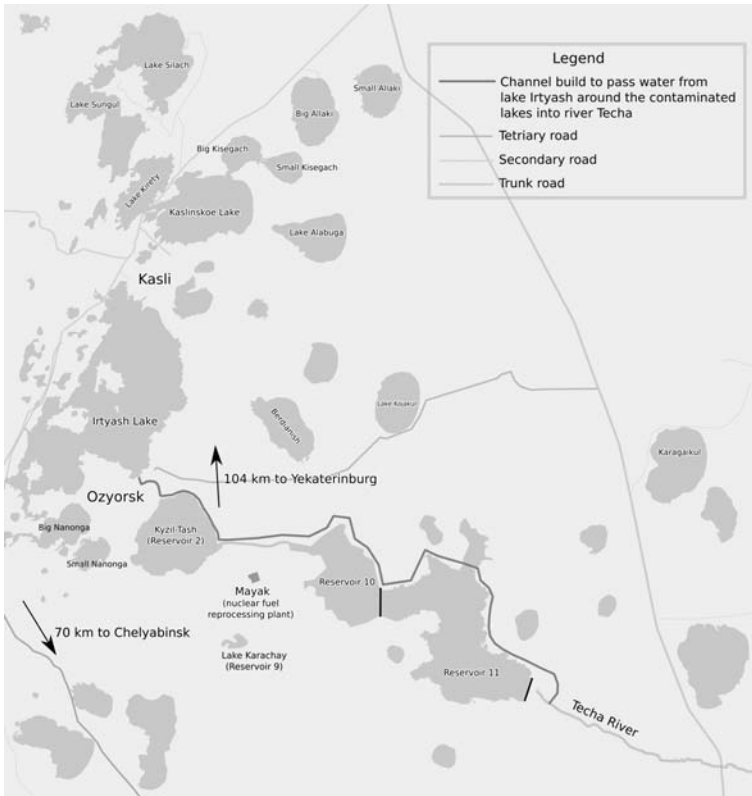 Lake Silach
Lake Sungul
Small Allaki
Big Allaki
Big Kisegach
Small Kisegach
Lake Kirety
Kaslinskoe Lake
Lake Alabuga
Legend
Channel build to pass water from
lake Irtyash around the contaminated
lakes into river Techa
Tetriary road
Secondary road
Trunk road
Kasli
Irtyash Lake
Berdianish
Karagaikul
104 km to Yekaterinburg
Ozyorsk
Big Nanonga
Kyzil-Tash
(Reservoir 2)
Small Nanonga
Reservoir 10
Mayak
(nuclear fuel
reprocessing plant)
70 km to Chelyabinsk
Lake Karachay
(Reservoir 9)
Reservoir 11
Techa River